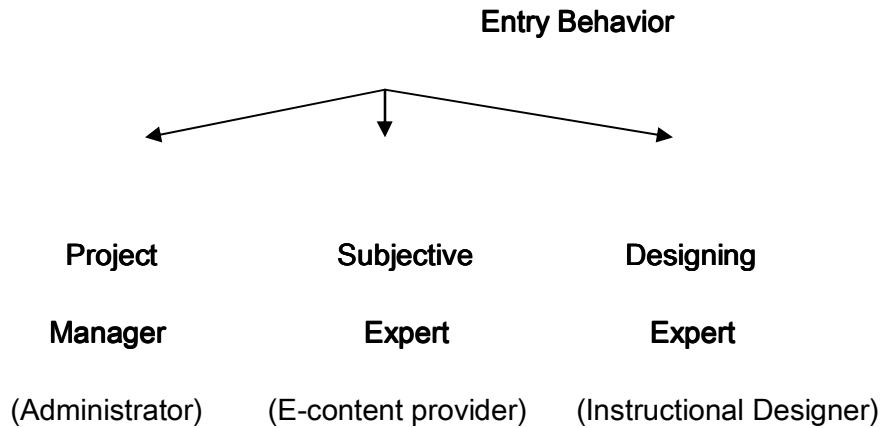 Entry Behavior
Project Subjective Designing
Manager Expert Expert
(Administrator) (E-content provider) (Instructional Designer)